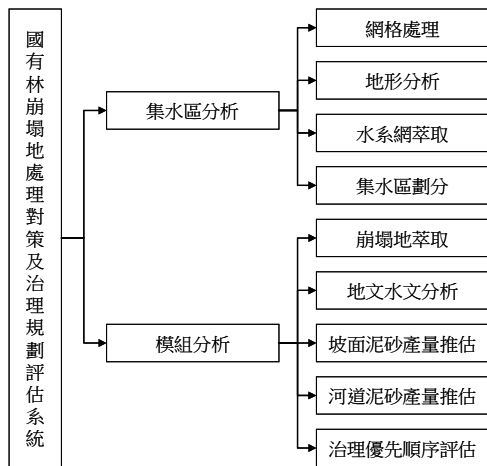 國有林崩塌地處理對策及治理規劃評估系統
集水區分析
網格處理
地形分析
水系網萃取
集水區劃分
模組分析
崩塌地萃取
地文水文分析
坡面泥砂產量推估
河道泥砂產量推估
治理優先順序評估